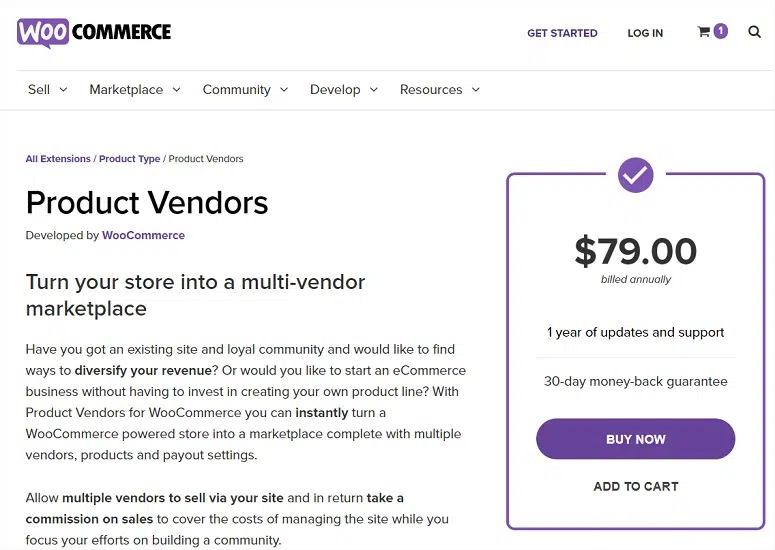 WOO COMMERCE
GET STARTED
LOG IN
1
Sell
Marketplace
Community
Develop
Resources
All Extensions / Product Type / Product Vendors
Product Vendors
Developed by WooCommerce
Turn your store into a multi-vendor
marketplace
Have you got an existing site and loyal community and would like to find
ways to diversify your revenue? Or would you like to start an eCommerce
business without having to invest in creating your own product line? With
Product Vendors for WooCommerce you can instantly turn a
WooCommerce powered store into a marketplace complete with multiple
vendors, products and payout settings.
Allow multiple vendors to sell via your site and in return take a
commission on sales to cover the costs of managing the site while you
focus your efforts on building a community.
$79.00
billed annually
1 year of updates and support
30-day money-back guarantee
BUY NOW
ADD TO CART